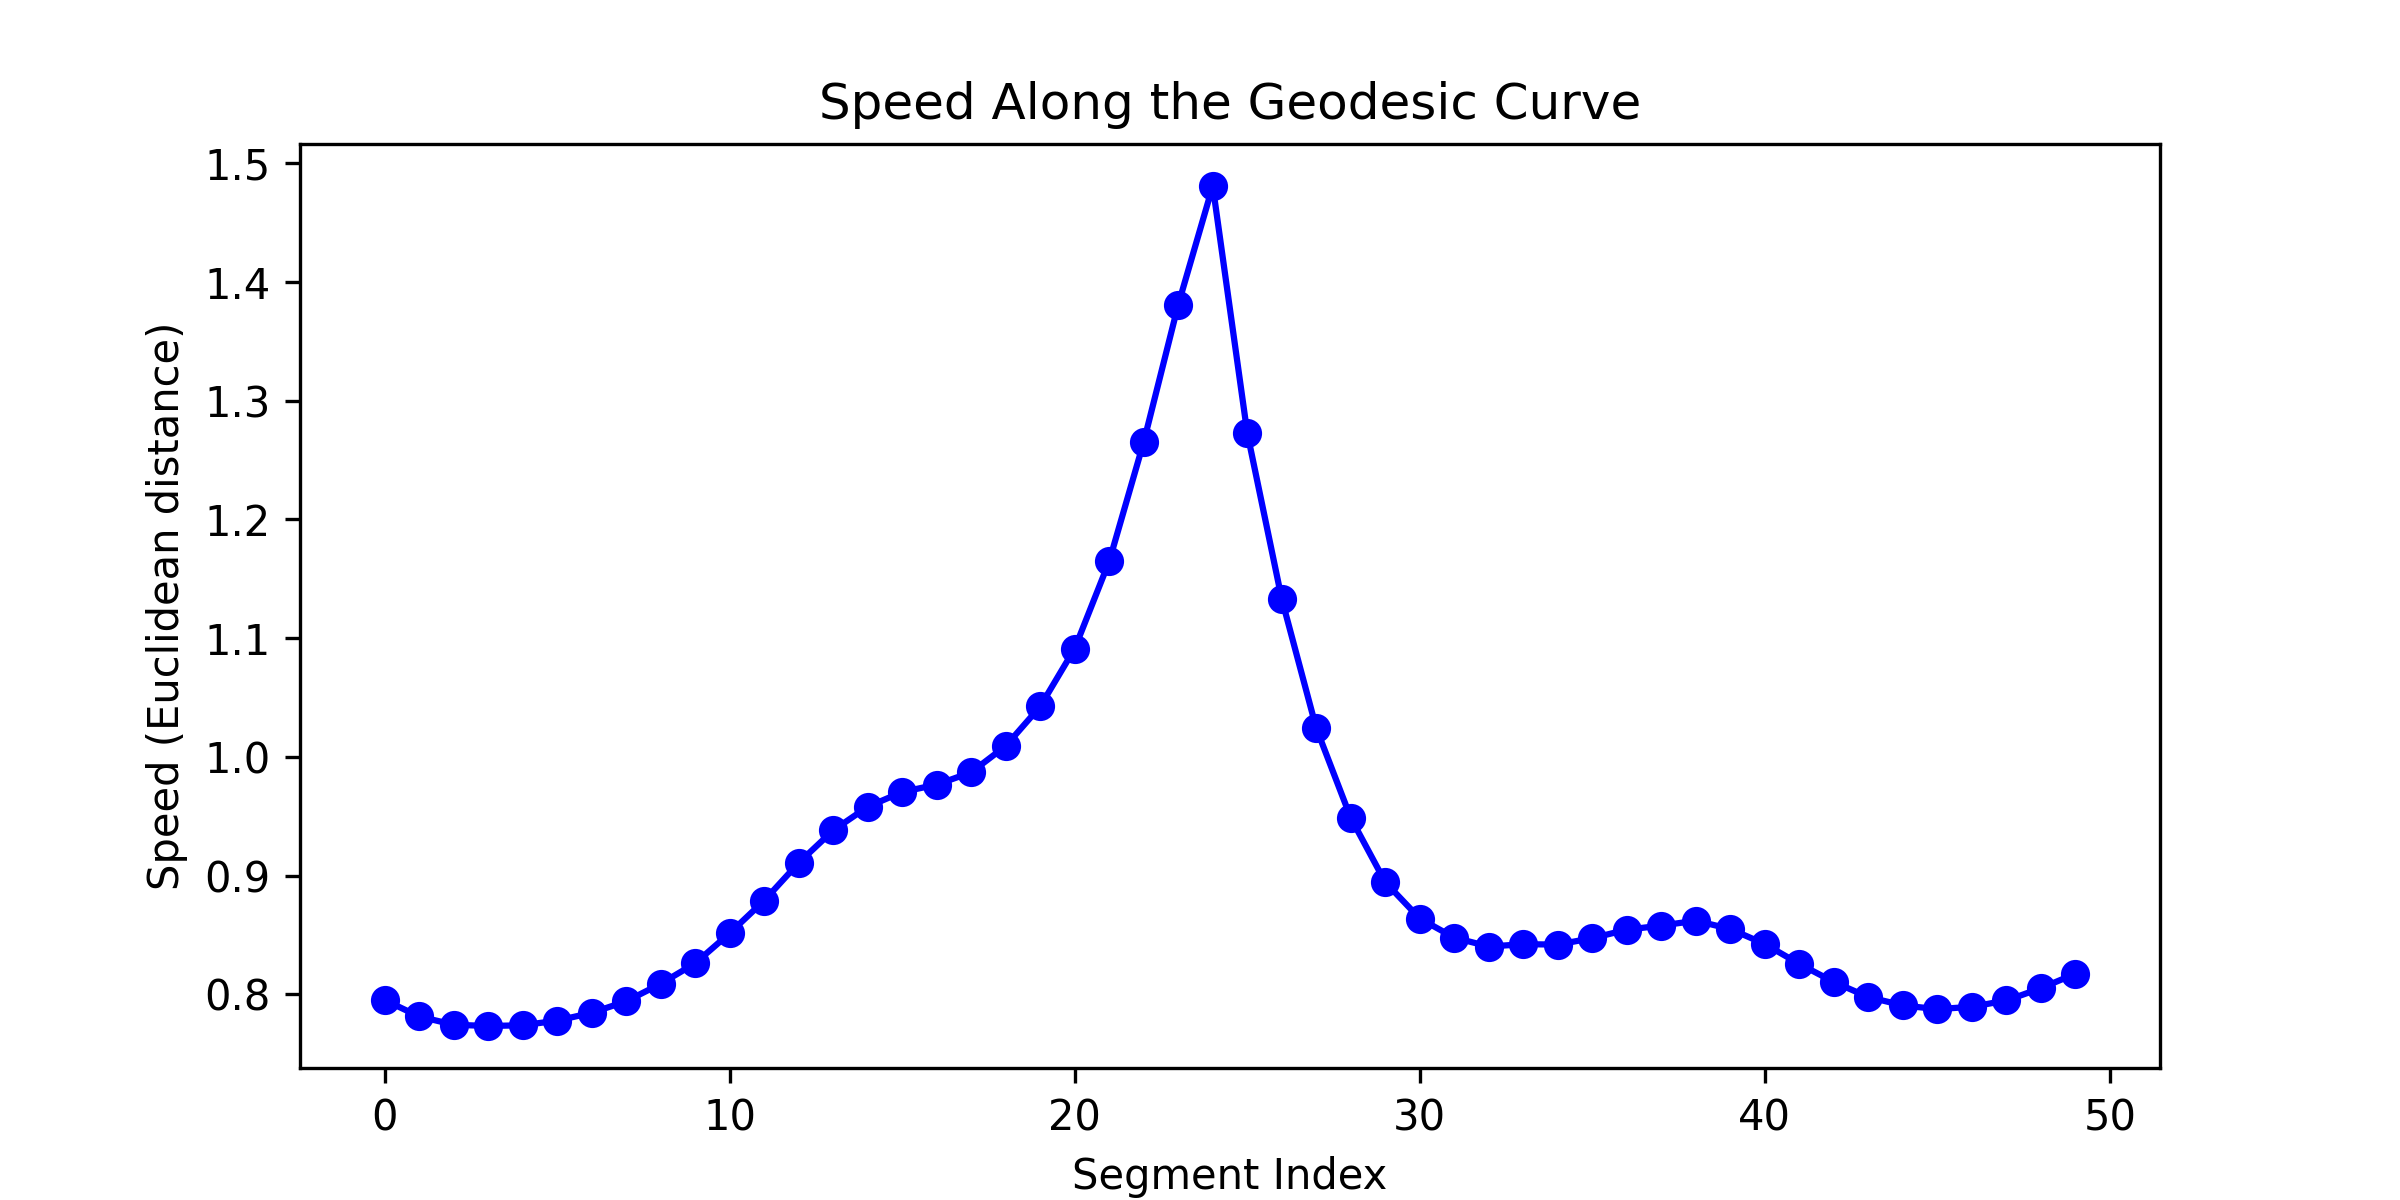 Speed Along the Geodesic Curve
Speed (Euclidean distance)
1.5
1.4
1.3
1.2
1.1
1.0
0.9
0.8
0 10 20 30 40 50
Segment Index